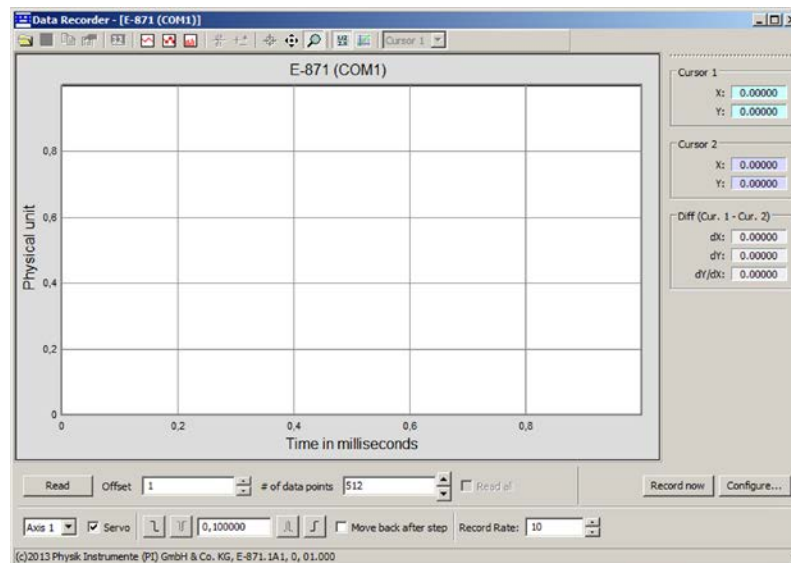 Data Recorder - [E-871 (COM1)]
Cursor 1
E-871 (COM1)
Physical unit
0,8
0,6
0,4
0,2
0
0 0,2 0,4 0,6 0,8
Time in milliseconds
Cursor 1
X: 0.00000
Y: 0.00000
Cursor 2
X: 0.00000
Y: 0.00000
Diff (Cur. 1 - Cur. 2)
dX: 0.00000
dY: 0.00000
dY/dX: 0.00000
Read Offset 1 # of data points 512 Read al Record now Configure...
Axis 1 Servo 0,100000 Move back after step Record Rate: 10
(c)2013 Physik Instrumente (PI) GmbH & Co. KG, E-871.1A1, 0, 01.000